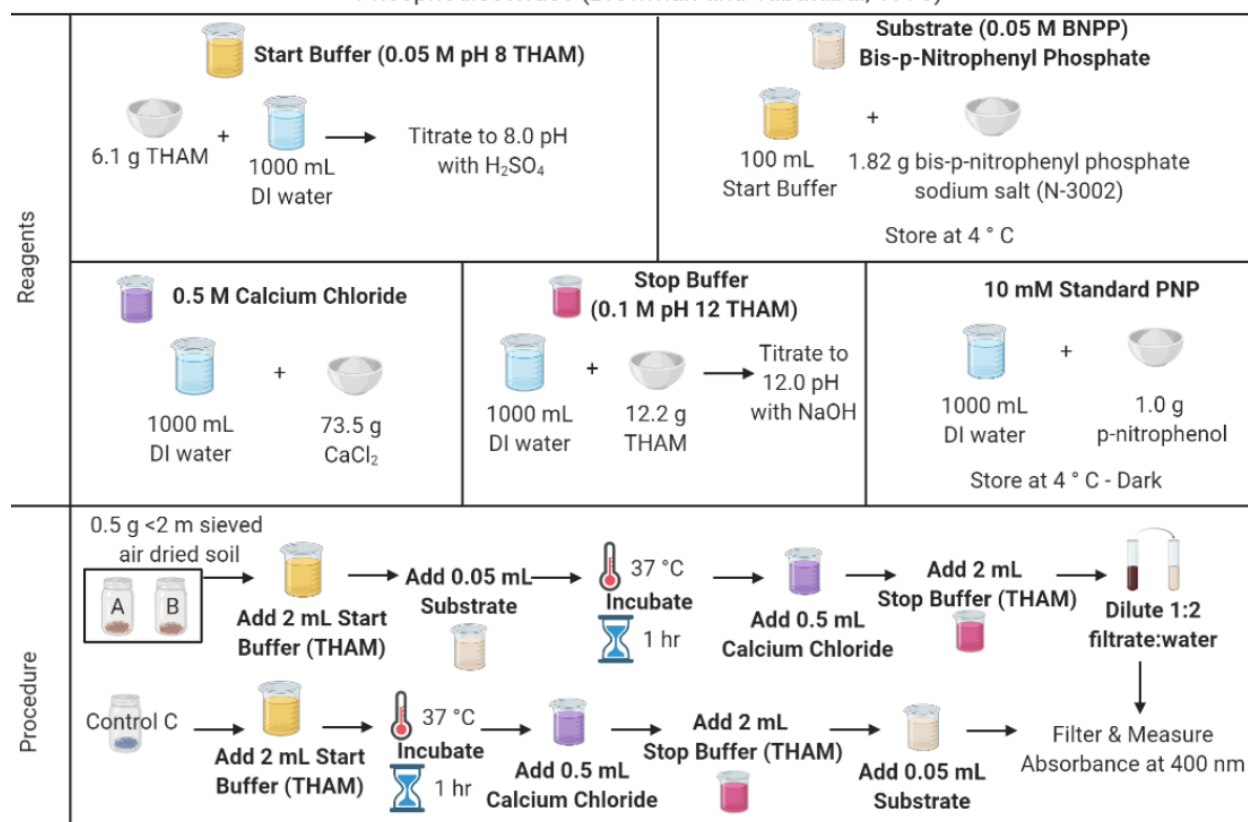 Phosphodiesterase (Browman and Tabatabai, 1978)
Reagents
Start Buffer (0.05 M pH 8 THAM)
6.1 g THAM
+
1000 mL
DI water
Titrate to 8.0 pH
with H₂SO₄
Substrate (0.05 M BNPP)
Bis-p-Nitrophenyl Phosphate
100 mL
Start Buffer
+
1.82 g bis-p-nitrophenyl phosphate
sodium salt (N-3002)
Store at 4 ° C
0.5 M Calcium Chloride
1000 mL
DI water
+
73.5 g
CaCl₂
Stop Buffer
(0.1 M pH 12 THAM)
1000 mL
DI water
+
12.2 g
THAM
Titrate to
12.0 pH
with NaOH
10 mM Standard PNP
1000 mL
DI water
+
1.0 g
p-nitrophenol
Store at 4 ° C - Dark
Procedure
0.5 g <2 m sieved
air dried soil
A
B
Add 2 mL Start
Buffer (THAM)
Add 0.05 mL
Substrate
37 °C
Incubate
1 hr
Add 0.5 mL
Calcium Chloride
Add 2 mL
Stop Buffer (THAM)
Dilute 1:2
filtrate:water
Control C
Add 2 mL Start
Buffer (THAM)
37 °C
Incubate
1 hr
Add 0.5 mL
Calcium Chloride
Add 2 mL
Stop Buffer (THAM)
Add 0.05 mL
Substrate
Filter & Measure
Absorbance at 400 nm